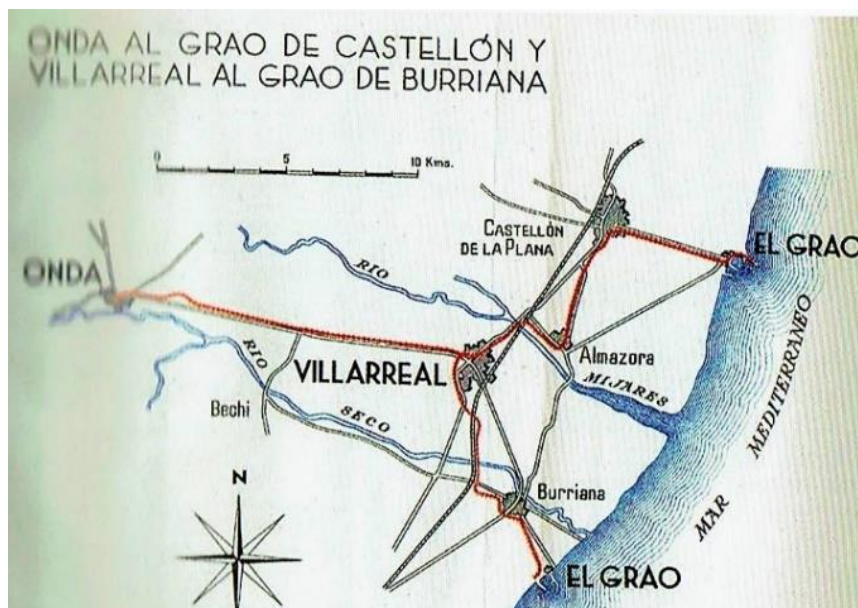 ONDA AL GRAO DE CASTELLÓN Y
VILLARREAL AL GRAO DE BURRIANA
0 5 10 Kms.
CASTELLÓN
DE LA PLANA
EL GRAO
ONDA
RIO
VILLARREAL
Almazora
MIJARES
RIO
SECO
Bechi
MAR MEDITERRANEO
N
Burriana
EL GRAO